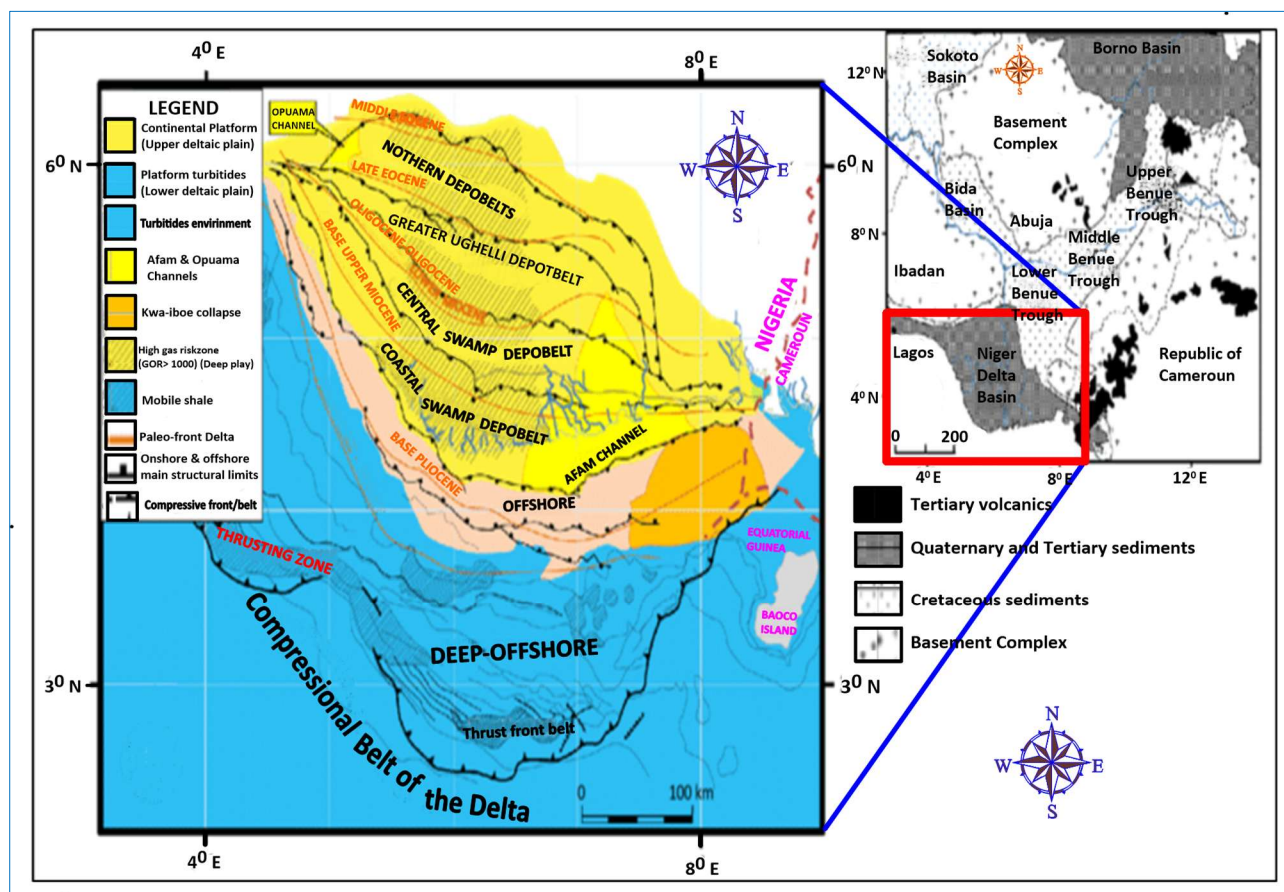 4⁰ E
8⁰ E
6⁰ N
3⁰ N
LEGEND
Continental Platform
(Upper deltaic plain)
Platform turbitides
(Lower deltaic plain)
Turbitides envirinment
Afam & Opuama
Channels
Kwa-iboe collapse
High gas riskzone
(GOR> 1000) (Deep play)
Mobile shale
Paleo-front Delta
Onshore & offshore
main structural limits
Compressive front/belt
OPUAMA
CHANNEL
NOTHERN DEPOBELTS
LATE EOCENE
GREATER UGHELLI DEPOTBELT
OLIGOCENE-OLIGOCENE
BASE UPPER MIOCENE
CENTRAL SWAMP DEPOBELT
COASTAL SWAMP DEPOBELT
BASE PLIOCENE
AFAM CHANNEL
OFFSHORE
NIGERIA
CAMEROUN
EQUATORIAL
GUINEA
BAOCO
ISLAND
THRUSTING ZONE
DEEP-OFFSHORE
Thrust front belt
Compressional Belt of the Delta
0 100 km
N
W E
S
6⁰ N
3⁰ N
4⁰ E
8⁰ E
12⁰ N
8⁰ N
4⁰ N
Sokoto
Basin
N
W E
S
Borno Basin
Basement
Complex
Upper
Benue
Trough
Bida
Basin
Abuja
Middle
Benue
Trough
Ibadan
Lower
Benue
Trough
Lagos
Niger
Delta
Basin
Republic of
Cameroun
0 200
4⁰ E
8⁰ E
12⁰ E
Tertiary volcanics
Quaternary and Tertiary sediments
Cretaceous sediments
Basement Complex
N
W E
S